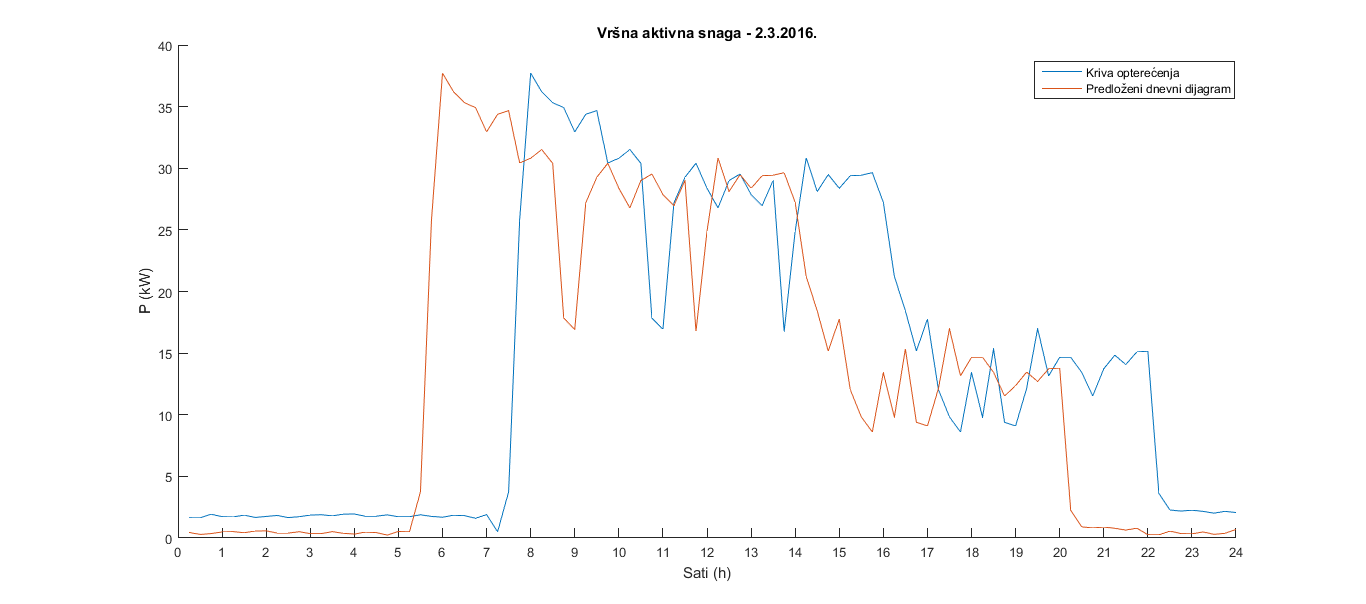 Vršna aktivna snaga - 2.3.2016.
Kriva opterećenja
Predloženi dnevni dijagram
40
35
30
25
20
15
10
5
0
P (kW)
0 1 2 3 4 5 6 7 8 9 10 11 12 13 14 15 16 17 18 19 20 21 22 23 24
Sati (h)